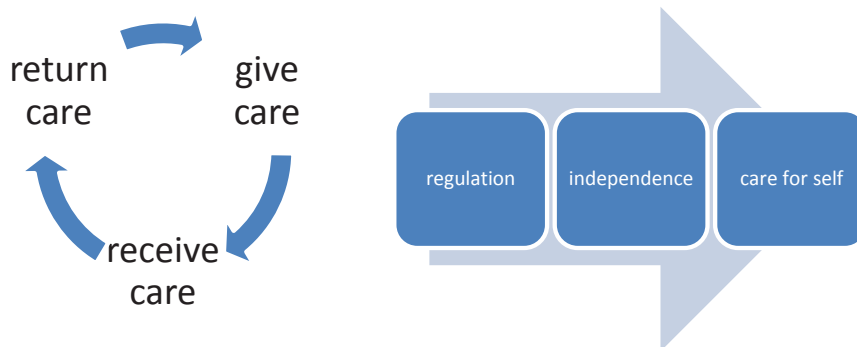 return
care
give
care
receive
care
regulation
independence
care for self